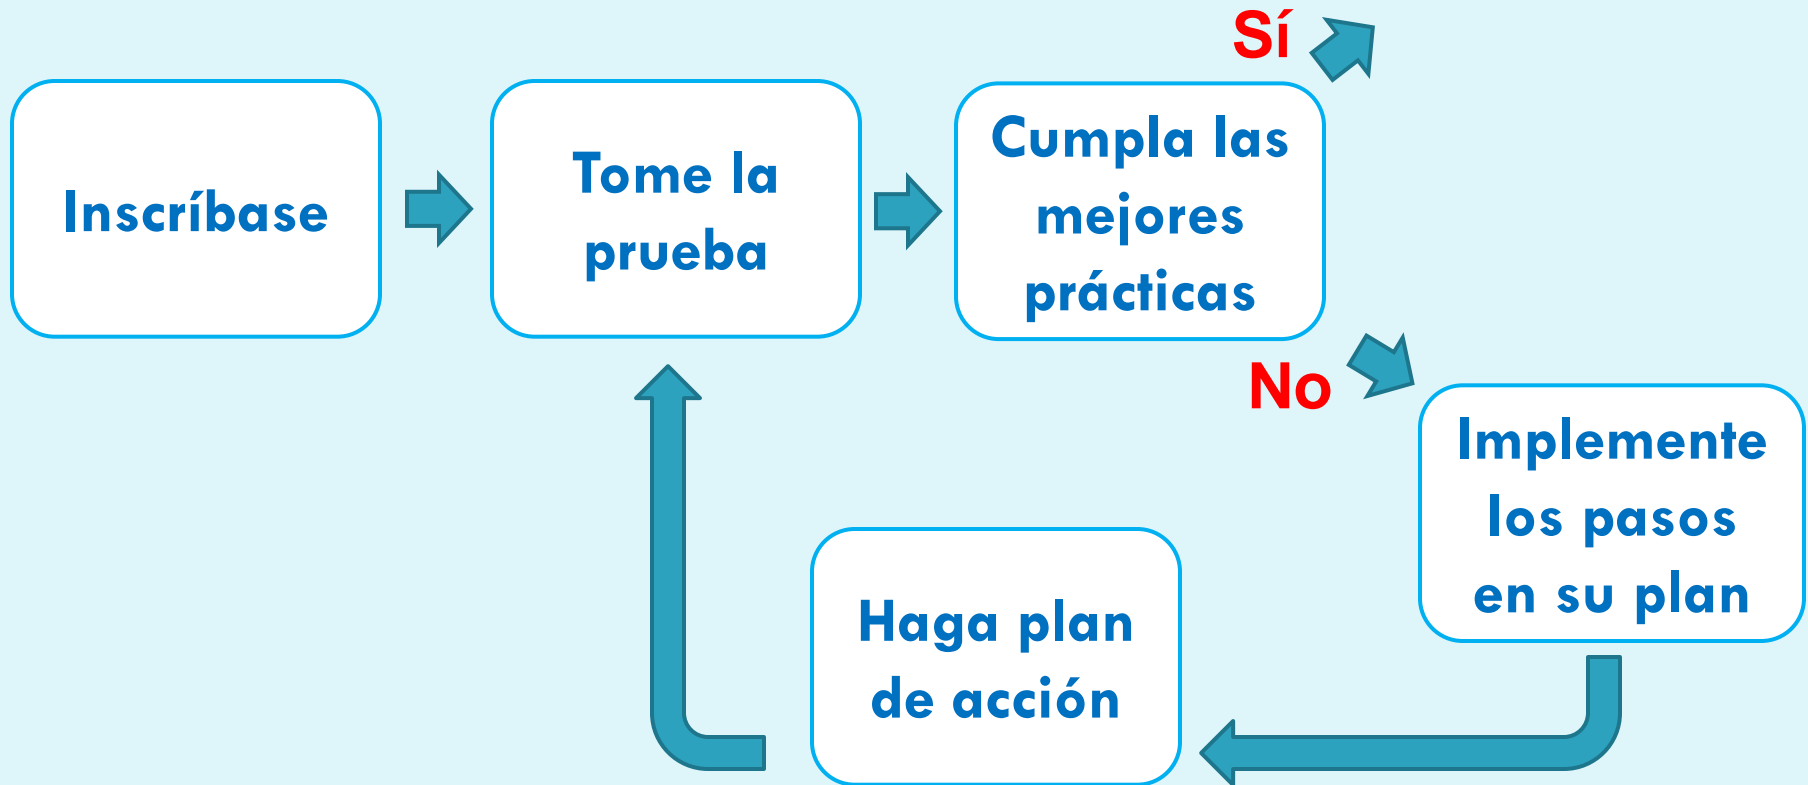 Sí
Inscríbase
Tome la
prueba
Cumpla las
mejores
prácticas
No
Implemente
los pasos
en su plan
Haga plan
de acción